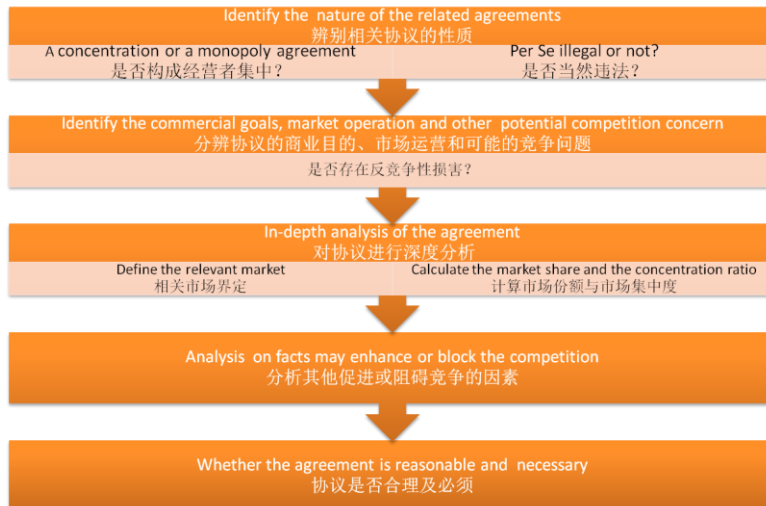 Identify the nature of the related agreements
辨别相关协议的性质
A concentration or a monopoly agreement
是否构成经营者集中？
Per Se illegal or not?
是否当然违法？
Identify the commercial goals, market operation and other potential competition concern
分辨协议的商业目的、市场运营和可能的竞争问题
是否存在反竞争性损害？
In-depth analysis of the agreement
对协议进行深度分析
Define the relevant market
相关市场界定
Calculate the market share and the concentration ratio
计算市场份额与市场集中度
Analysis on facts may enhance or block the competition
分析其他促进或阻碍竞争的因素
Whether the agreement is reasonable and necessary
协议是否合理及必须